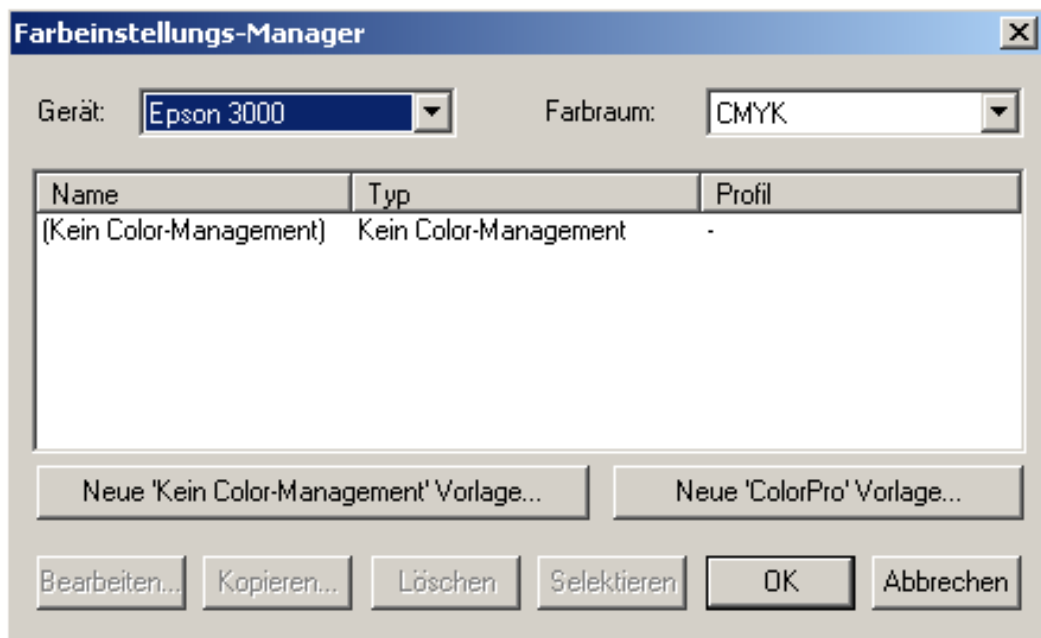 Farbeinstellungs-Manager
Gerät: Epson 3000 Farbraum: CMYK
Name Typ Profil
(Kein Color-Management) Kein Color-Management -
Neue 'Kein Color-Management' Vorlage... Neue 'ColorPro' Vorlage...
Bearbeiten... Kopieren... Löschen Selektieren OK Abbrechen